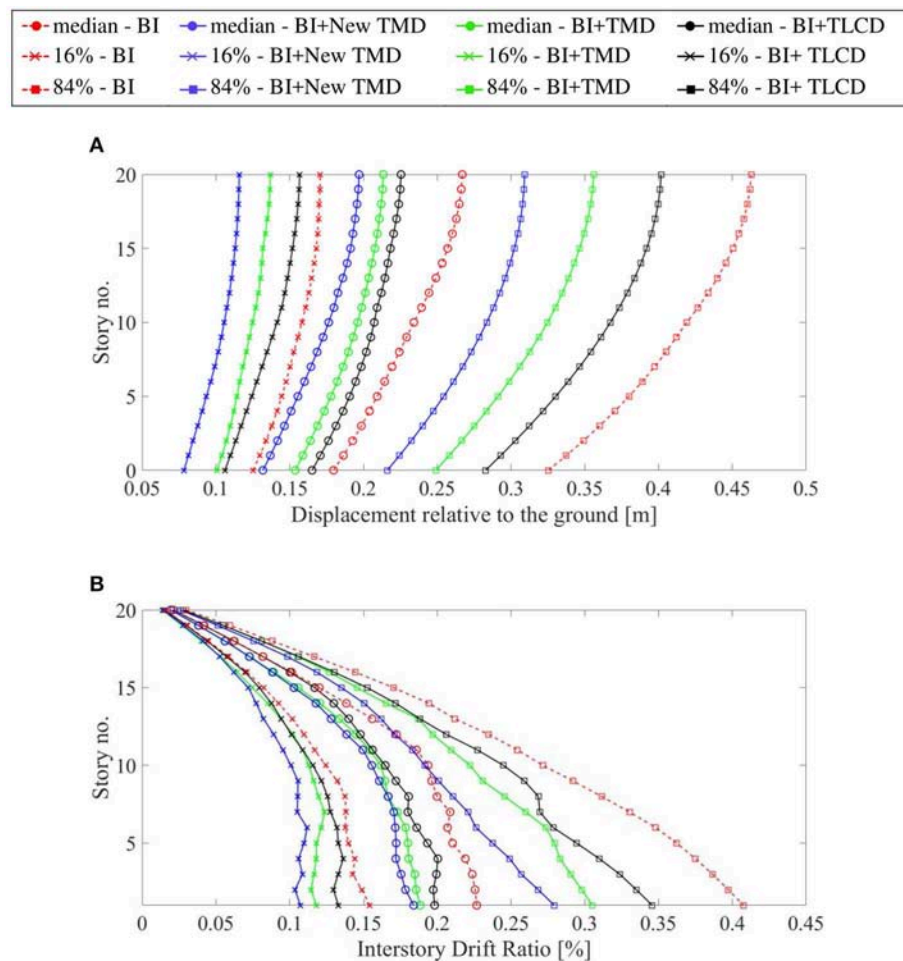 median - BI median - BI+New TMD median - BI+TMD median - BI+TLCD
16% - BI 16% - BI+New TMD 16% - BI+TMD 16% - BI+ TLCD
84% - BI 84% - BI+New TMD 84% - BI+TMD 84% - BI+ TLCD
A
20
15
10
5
0
Story no.
0.05 0.1 0.15 0.2 0.25 0.3 0.35 0.4 0.45 0.5
Displacement relative to the ground [m]
B
20
15
10
5
Story no.
0 0.05 0.1 0.15 0.2 0.25 0.3 0.35 0.4 0.45
Interstory Drift Ratio [%]